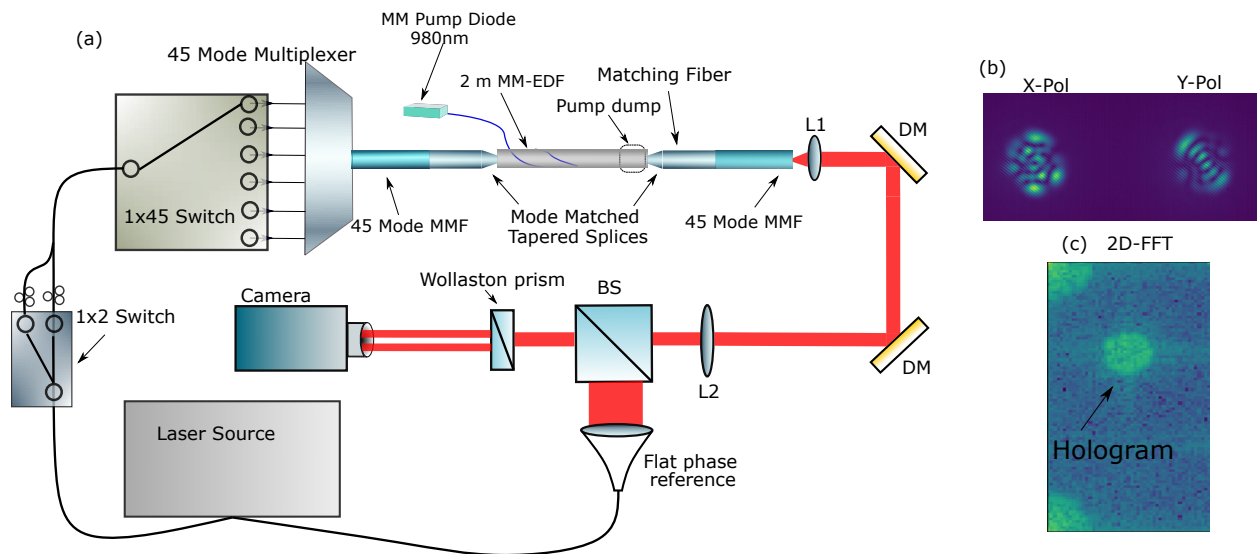 (a)
45 Mode Multiplexer
MM Pump Diode
980nm
2 m MM-EDF
Pump dump
Matching Fiber
L1
DM
1x45 Switch
45 Mode MMF
Mode Matched
Tapered Splices
45 Mode MMF
1x2 Switch
Camera
Wollaston prism
BS
L2
DM
Laser Source
Flat phase
reference
(b)
X-Pol
Y-Pol
(c)
2D-FFT
Hologram